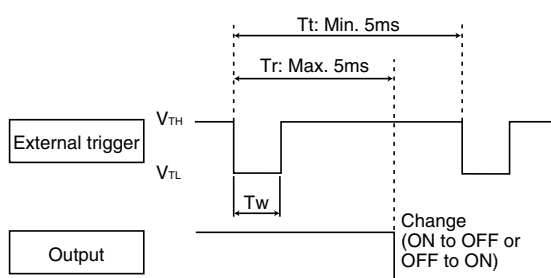 Tt: Min. 5ms
Tr: Max. 5ms
VTH
External trigger
VTL
Tw
Change
(ON to OFF or
OFF to ON)
Output